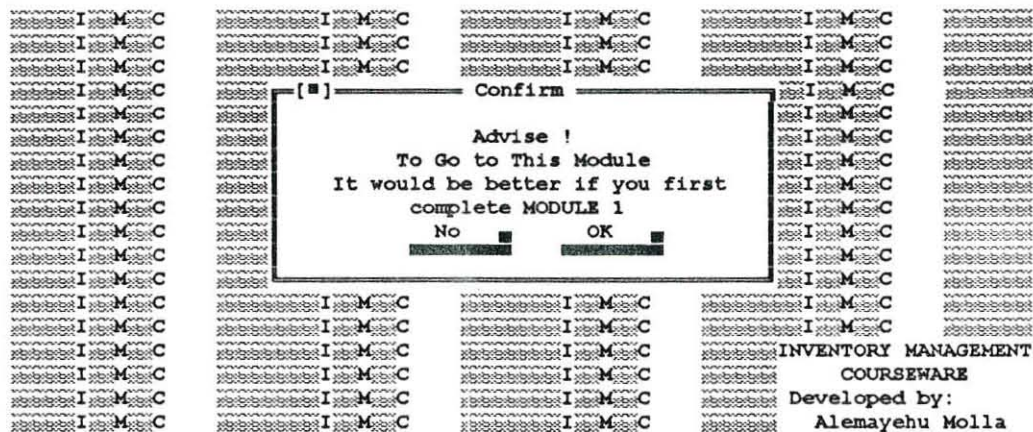 I M C I M C I M C I M C
I M C I M C I M C I M C
I M C I M C I M C I M C
I M C [■] Confirm I M C
I M C I M C
I M C Advise ! I M C
I M C To Go to This Module I M C
I M C It would be better if you first I M C
I M C complete MODULE 1 I M C
I M C No OK I M C
I M C I M C
I M C I M C
I M C I M C I M C I M C
I M C I M C I M C I M C
I M C I M C I M C INVENTORY MANAGEMENT
I M C I M C I M C COURSEWARE
I M C I M C I M C Developed by:
I M C I M C I M C Alemayehu Molla